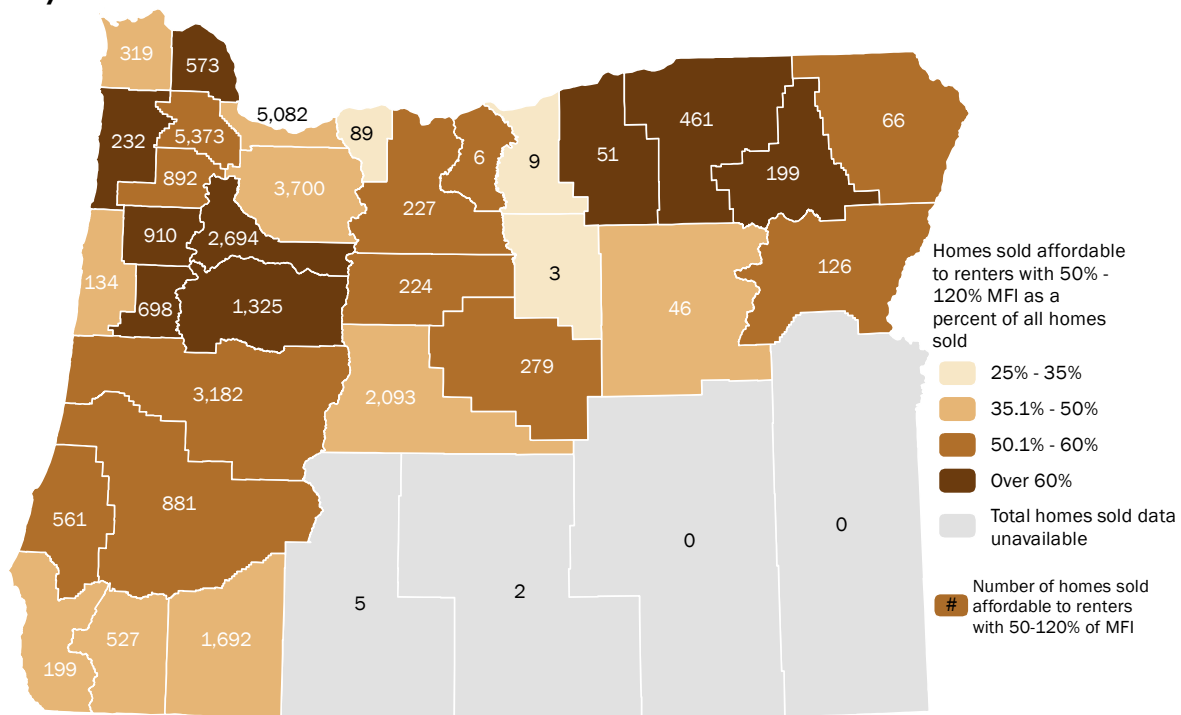 319
573
5,082
89
232
5,373
6
9
51
461
66
892
3,700
199
227
910
2,694
134
698
1,325
224
3
46
126
279
3,182
2,093
561
881
0
0
5
2
199
527
1,692
Homes sold affordable
to renters with 50% -
120% MFI as a
percent of all homes
sold
25% - 35%
35.1% - 50%
50.1% - 60%
Over 60%
Total homes sold data
unavailable
# Number of homes sold
affordable to renters
with 50-120% of MFI